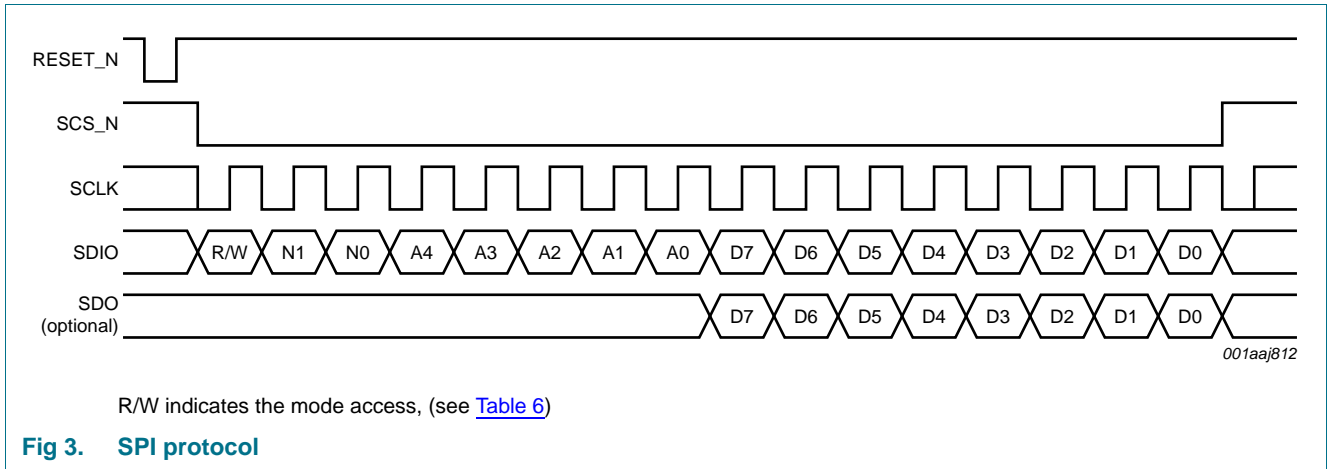 RESET_N
SCS_N
SCLK
SDIO R/W N1 N0 A4 A3 A2 A1 A0 D7 D6 D5 D4 D3 D2 D1 D0
SDO
(optional) D7 D6 D5 D4 D3 D2 D1 D0
001aaj812
R/W indicates the mode access, (see Table 6)
Fig 3. SPI protocol